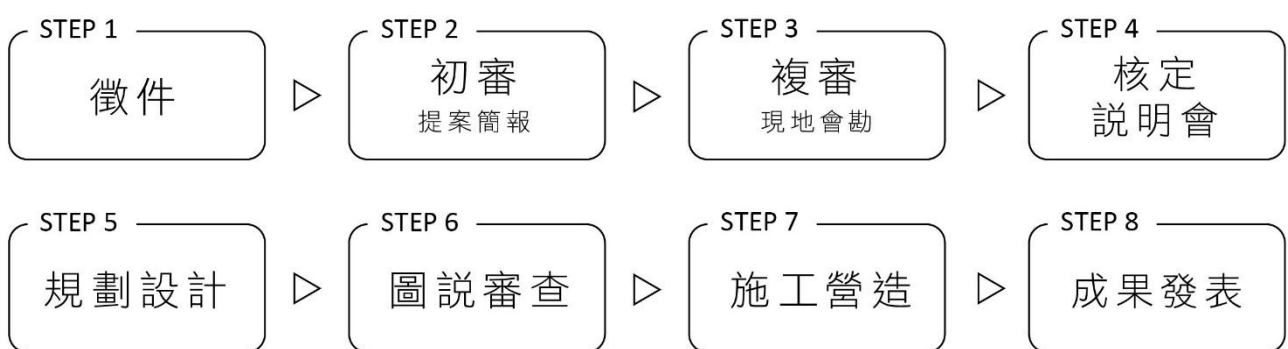 STEP 1
徵件
STEP 2
初審
提案簡報
STEP 3
複審
現地會勘
STEP 4
核定
説明會
STEP 5
規劃設計
STEP 6
圖説審查
STEP 7
施工營造
STEP 8
成果發表